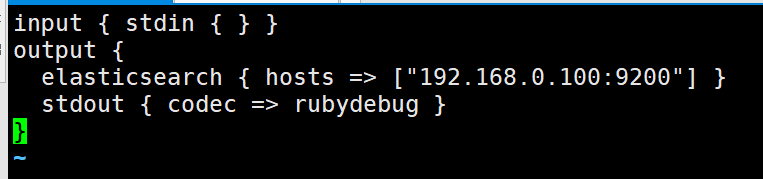 input { stdin { } }
output {
  elasticsearch { hosts => ["192.168.0.100:9200"] }
  stdout { codec => rubydebug }
}
~